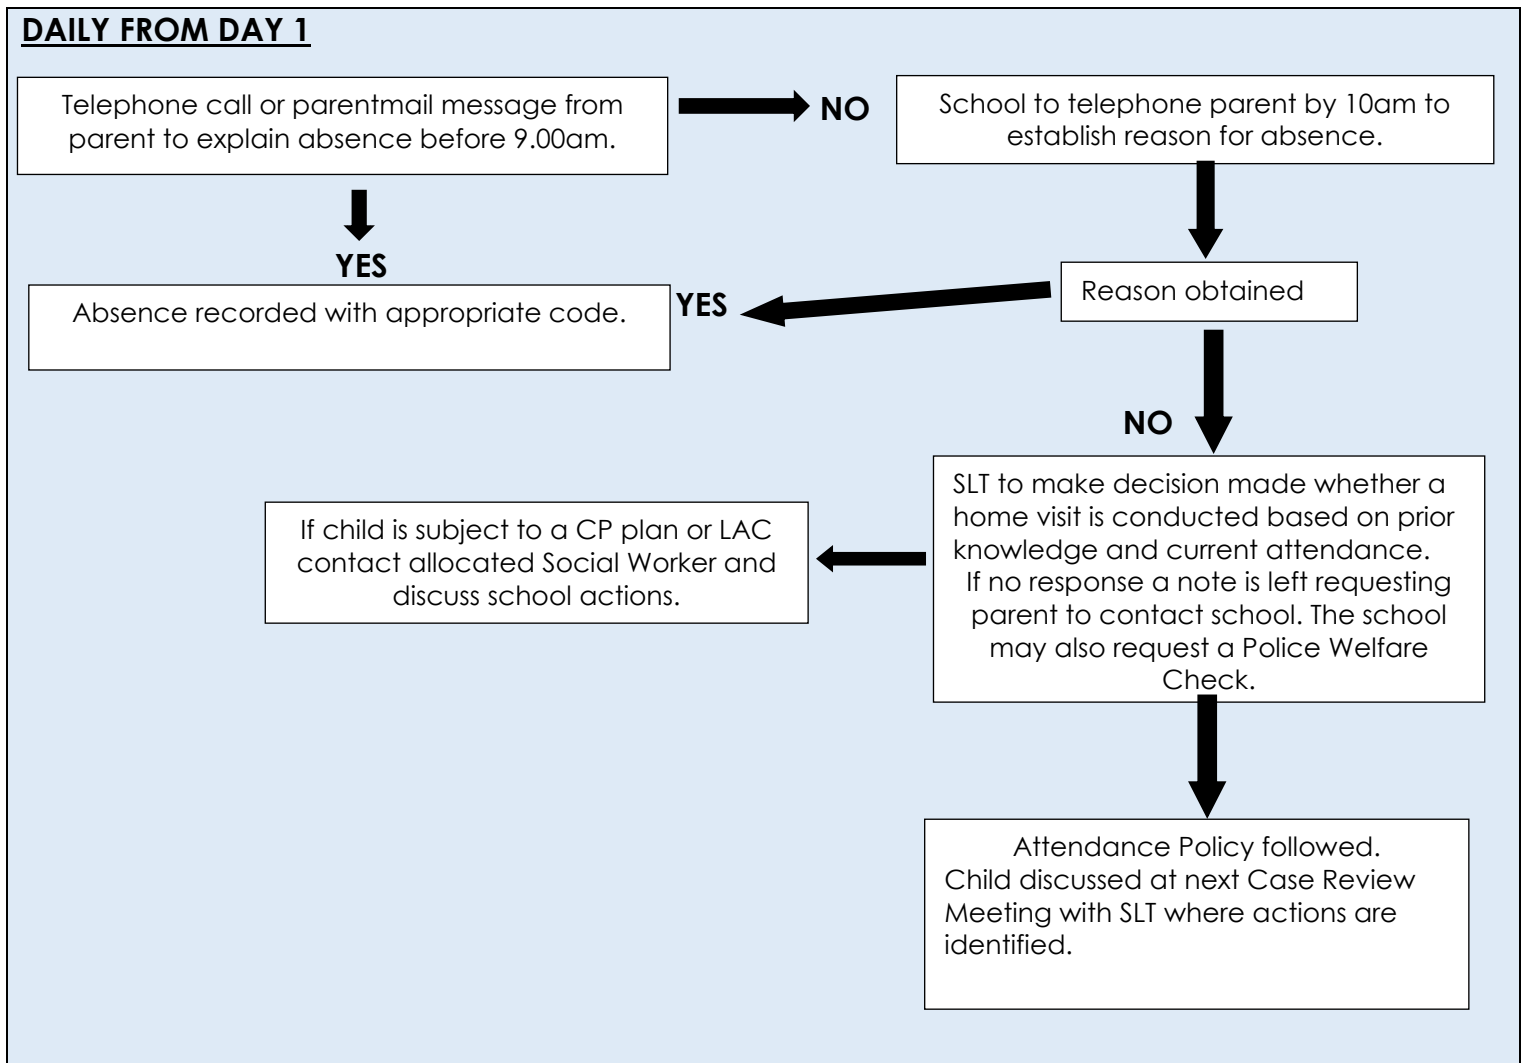 DAILY FROM DAY 1
Telephone call or parentmail message from
parent to explain absence before 9.00am.
NO
School to telephone parent by 10am to
establish reason for absence.
YES
Absence recorded with appropriate code.
YES
Reason obtained
NO
SLT to make decision made whether a
home visit is conducted based on prior
knowledge and current attendance.
If no response a note is left requesting
parent to contact school. The school
may also request a Police Welfare
Check.
If child is subject to a CP plan or LAC
contact allocated Social Worker and
discuss school actions.
Attendance Policy followed.
Child discussed at next Case Review
Meeting with SLT where actions are
identified.